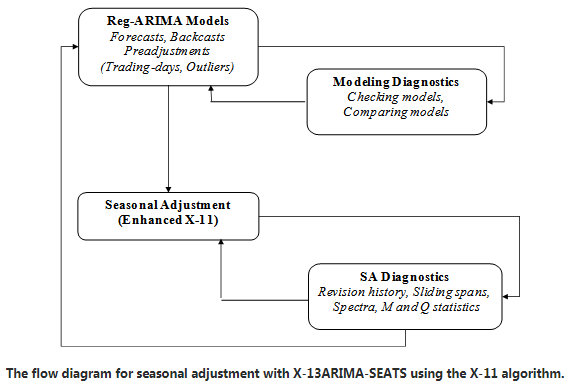 Reg-ARIMA Models
Forecasts, Backcasts
Preadjustments
(Trading-days, Outliers)
Modeling Diagnostics
Checking models,
Comparing models
Seasonal Adjustment
(Enhanced X-11)
SA Diagnostics
Revision history, Sliding spans,
Spectra, M and Q statistics
The flow diagram for seasonal adjustment with X-13ARIMA-SEATS using the X-11 algorithm.